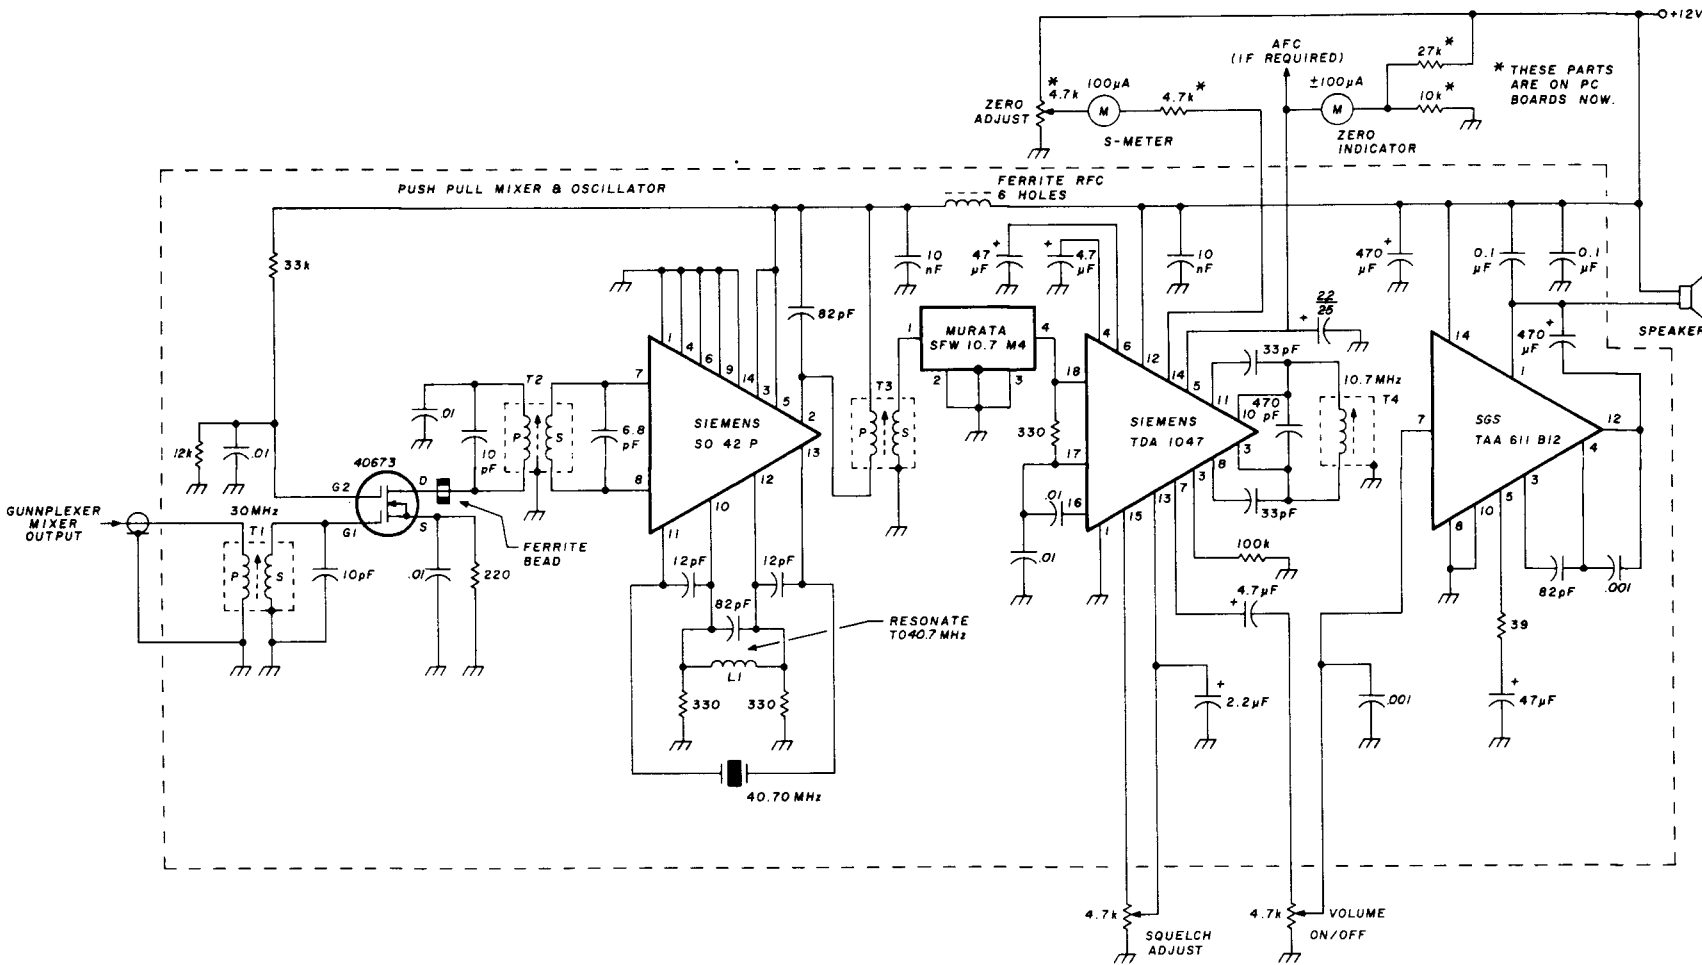 +12V
AFC
(IF REQUIRED)
27k *
* THESE PARTS
ARE ON PC
BOARDS NOW.
*
4.7k
100µA
4.7k *
±100µA
10k *
ZERO
ADJUST
M
M
S-METER
ZERO
INDICATOR
PUSH PULL MIXER & OSCILLATOR
FERRITE RFC
6 HOLES
33k
10
nF
+
47
µF
+
4.7
µF
10
nF
470
+
µF
0.1
µF
0.1
µF
82pF
22
25
+
SPEAKER
1
4
6
9
14
3
5
2
1
MURATA
SFW 10.7 M4
4
2
3
4
6
12
14
5
33pF
14
+
470
µF
1
7
T2
.01
10
pF
P
S
6.8
pF
SIEMENS
SO 42 P
13
T3
P
S
18
11
10
470
pF
10.7MHz
T4
330
SIEMENS
TDA 1047
3
8
7
SGS
TAA 611 B12
12
4
12k
.01
40673
G2
D
8
17
16
.01
33pF
3
5
10
8
GUNNPLEXER
MIXER
OUTPUT
30MHz
T1
G1
S
FERRITE
BEAD
10
12
11
1
15
13
7
3
P
S
10pF
.01
220
12pF
12pF
.01
100k
82pF
.001
82pF
RESONATE
TO40.7MHz
4.7µF
+
39
L1
330
330
+
2.2µF
.001
+
47µF
40.70MHz
4.7k
SQUELCH
ADJUST
4.7k
VOLUME
ON/OFF